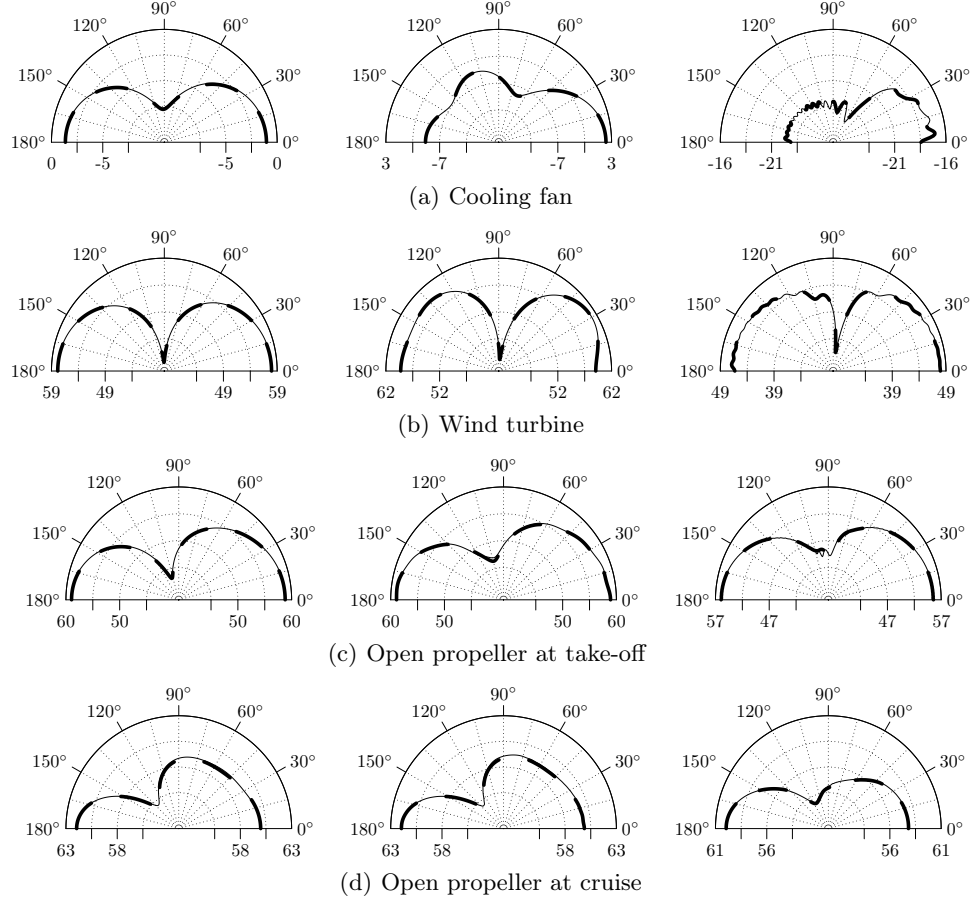 90° 90° 90°
120° 60° 120° 60° 120° 60°
150° 30° 150° 30° 150° 30°
180° 0° 180° 0° 180° 0°
0 -5 -5 0 3 -7 -7 3 -16 -21 -21 -16
(a) Cooling fan
90° 90° 90°
120° 60° 120° 60° 120° 60°
150° 30° 150° 30° 150° 30°
180° 0° 180° 0° 180° 0°
59 49 49 59 62 52 52 62 49 39 39 49
(b) Wind turbine
90° 90° 90°
120° 60° 120° 60° 120° 60°
150° 30° 150° 30° 150° 30°
180° 0° 180° 0° 180° 0°
60 50 50 60 60 50 50 60 57 47 47 57
(c) Open propeller at take-off
90° 90° 90°
120° 60° 120° 60° 120° 60°
150° 30° 150° 30° 150° 30°
180° 0° 180° 0° 180° 0°
63 58 58 63 63 58 58 63 61 56 56 61
(d) Open propeller at cruise